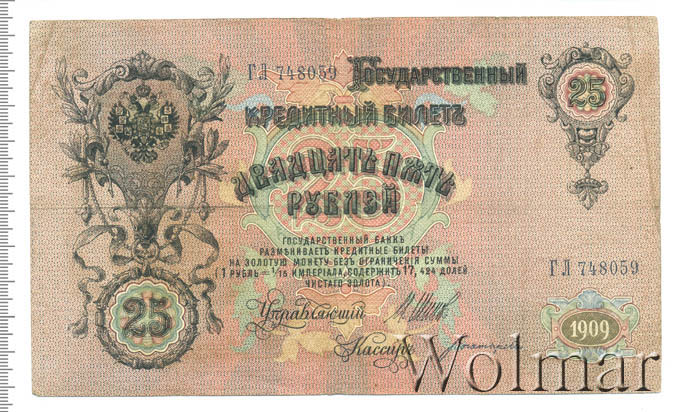 ГЛ 748059 Государственный
25
Кредитный Билетъ
Двадцать пять
рублей
Государственный банкъ
размѣниваетъ кредитные билеты
на золотую монету безъ ограниченія суммы
(1 рубль = 1/15 имперіала, содержитъ 17,424 долей
чистаго золота).
ГЛ 748059
25
Управляющій
Кассиръ
1909
Wolmar